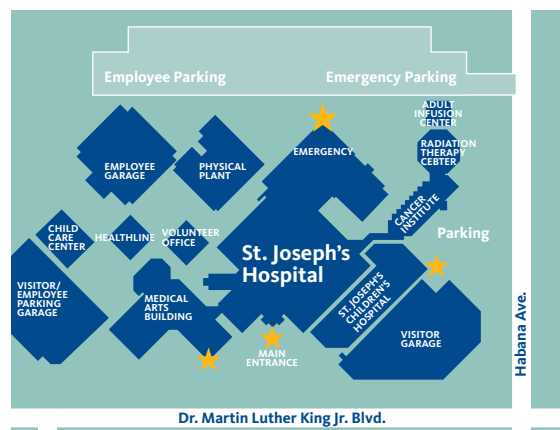 Employee Parking
Emergency Parking
ADULT
INFUSION
CENTER
RADIATION
THERAPY
CEBTER
EMERGENCY
EMPLOYEE
GARAGE
PHYSICAL
PLANT
CANCER
INSTITUTE
CHILD
CARE
CENTER
HEALTHLINE
VOLUNTEER
OFFICE
Parking
St. Joseph's
Hospital
VISITOR/
EMPLOYEE
PARKING
GARAGE
MEDICAL
ARTS
BUILDING
ST. JOSEPH'S
CHILDREN'S
HOSPITAL
VISITOR
GARAGE
MAIN
ENTRANCE
Habana Ave.
Dr. Martin Luther King Jr. Blvd.